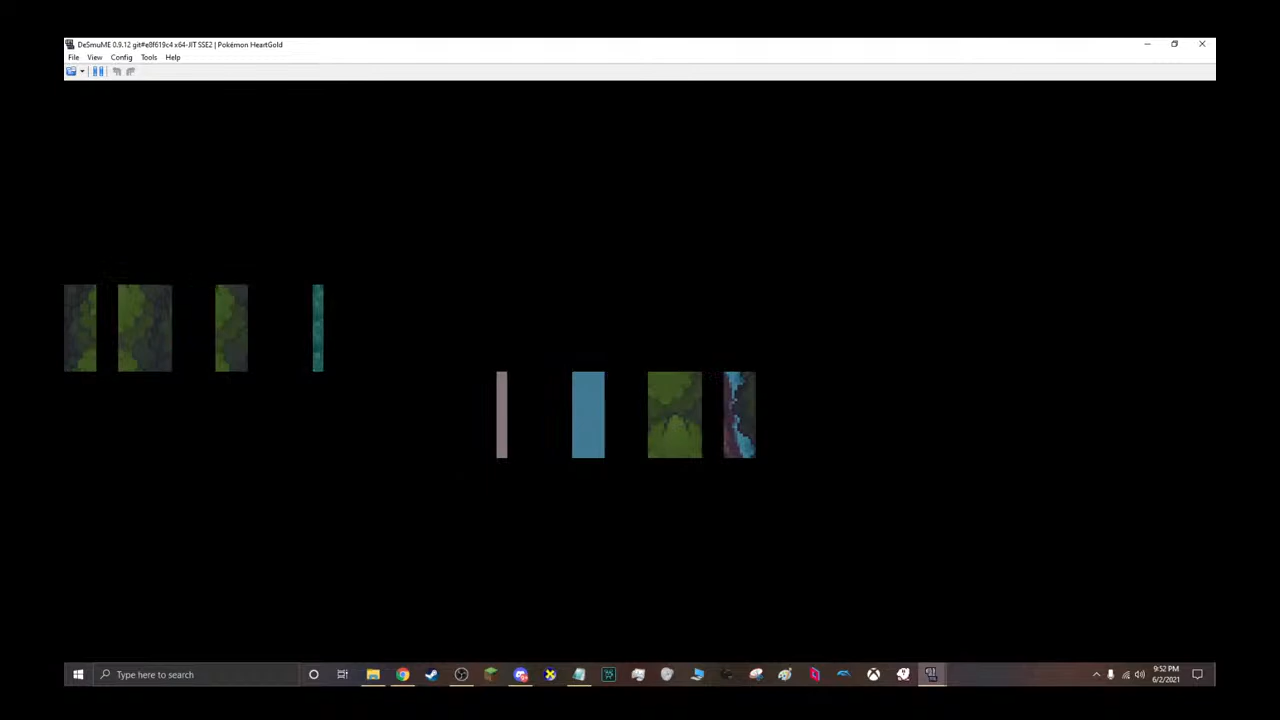 DeSmuME 0.9.12 git#e8f619c4 x64-JIT SSE2 | Pokémon HeartGold
File View Config Tools Help
Type here to search
9:52 PM
6/2/2021